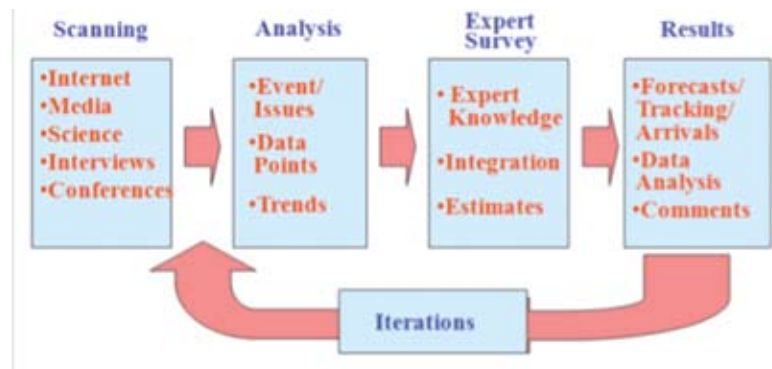 Scanning
•Internet
•Media
•Science
•Interviews
•Conferences
Analysis
•Event/
Issues
•Data
Points
•Trends
Expert
Survey
• Expert
Knowledge
•Integration
•Estimates
Results
•Forecasts/
Tracking/
Arrivals
•Data
Analysis
•Comments
Iterations